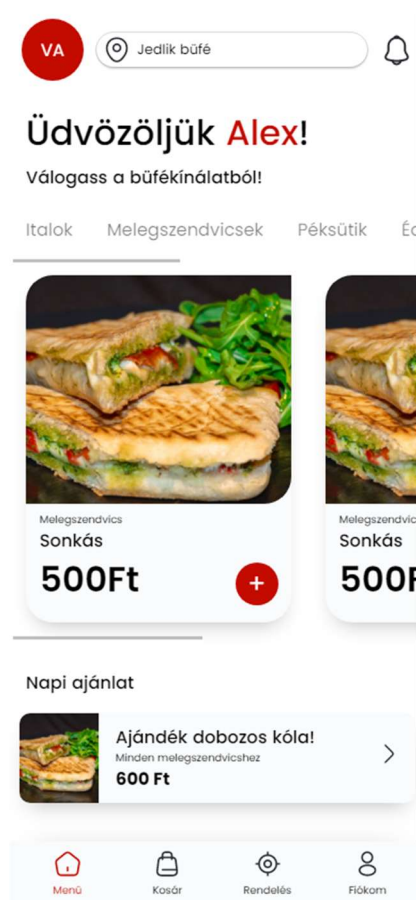 VA
Jedlik büfé
Üdvözöljük Alex!
Válogass a büfékínálatból!
Italok Melegszendvicsek Péksütik
Melegszendvics
Sonkás
500Ft
+
Melegszendvic
Sonkás
500F
Napi ajánlat
Ajándék dobozos kóla!
Minden melegszendvicshez
600 Ft
Menü Kosár Rendelés Fiókom